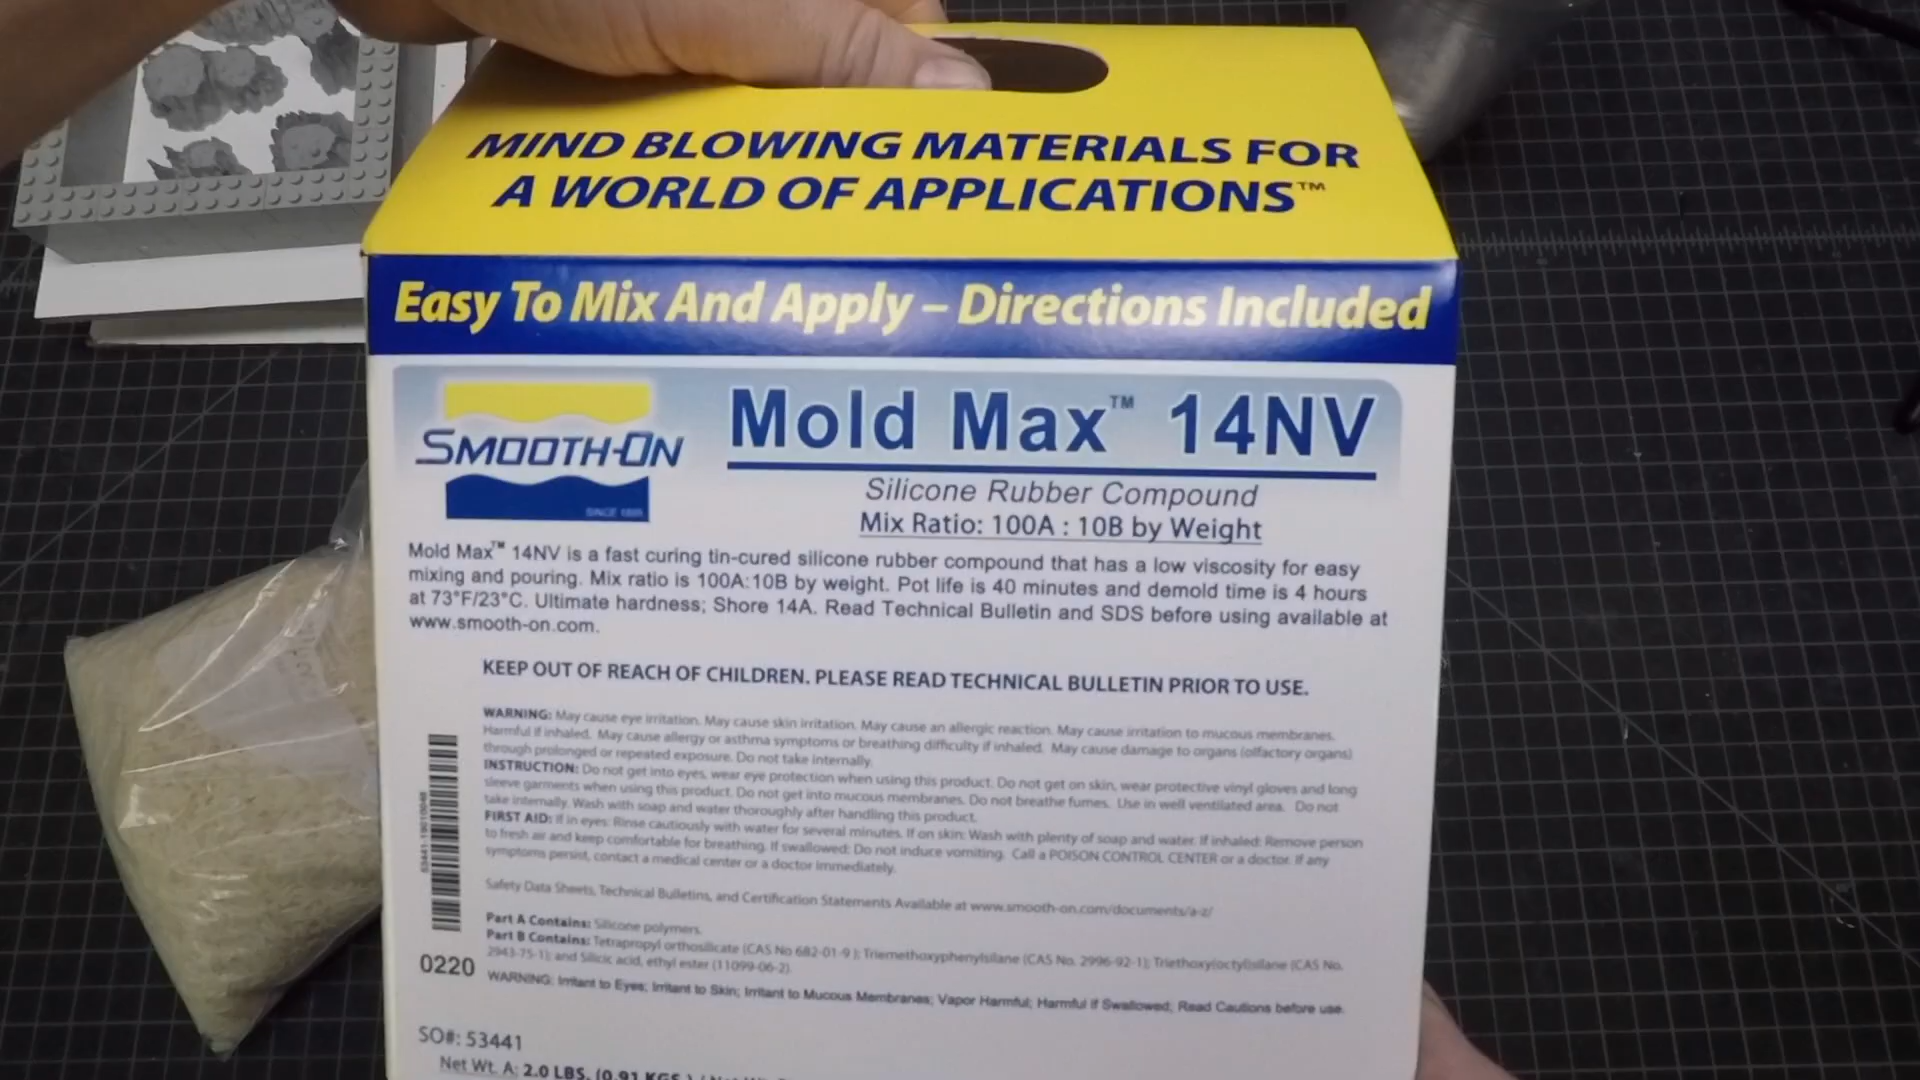 MIND BLOWING MATERIALS FOR
A WORLD OF APPLICATIONS™
Easy To Mix And Apply – Directions Included
SMOOTH-ON
SINCE 1895
Mold Max™ 14NV
Silicone Rubber Compound
Mix Ratio: 100A : 10B by Weight
Mold Max™ 14NV is a fast curing tin-cured silicone rubber compound that has a low viscosity for easy
mixing and pouring. Mix ratio is 100A:10B by weight. Pot life is 40 minutes and demold time is 4 hours
at 73°F/23°C. Ultimate hardness; Shore 14A. Read Technical Bulletin and SDS before using available at
www.smooth-on.com.
KEEP OUT OF REACH OF CHILDREN. PLEASE READ TECHNICAL BULLETIN PRIOR TO USE.
WARNING: May cause eye irritation. May cause skin irritation. May cause an allergic reaction. May cause irritation to mucous membranes.
Harmful if inhaled. May cause allergy or asthma symptoms or breathing difficulty if inhaled. May cause damage to organs (olfactory organs)
through prolonged or repeated exposure. Do not take internally.
INSTRUCTION: Do not get into eyes, wear eye protection when using this product. Do not get on skin, wear protective vinyl gloves and long
sleeve garments when using this product. Do not get into mucous membranes. Do not breathe fumes. Use in well ventilated area. Do not
take internally. Wash with soap and water thoroughly after handling this product.
FIRST AID: If in eyes: Rinse cautiously with water for several minutes. If on skin: Wash with plenty of soap and water. If inhaled: Remove person
to fresh air and keep comfortable for breathing. If swallowed: Do not induce vomiting. Call a POISON CONTROL CENTER or a doctor. If any
symptoms persist, contact a medical center or a doctor immediately.
Safety Data Sheets, Technical Bulletins, and Certification Statements Available at www.smooth-on.com/documents/a-z/
Part A Contains: Silicone polymers.
Part B Contains: Tetrapropyl orthosilicate (CAS No 682-01-9 ); Triemethoxyphenylsilane (CAS No. 2996-92-1); Triethoxy(octyl)silane (CAS No.
2943-75-1); and Silicic acid, ethyl ester (11099-06-2)
0220
WARNING: Irritant to Eyes; Irritant to Skin; Irritant to Mucous Membranes; Vapor Harmful; Harmful if Swallowed; Read Cautions before use.
SO#: 53441
Net Wt. A: 2.0 LBS. (0.91 KGS.)